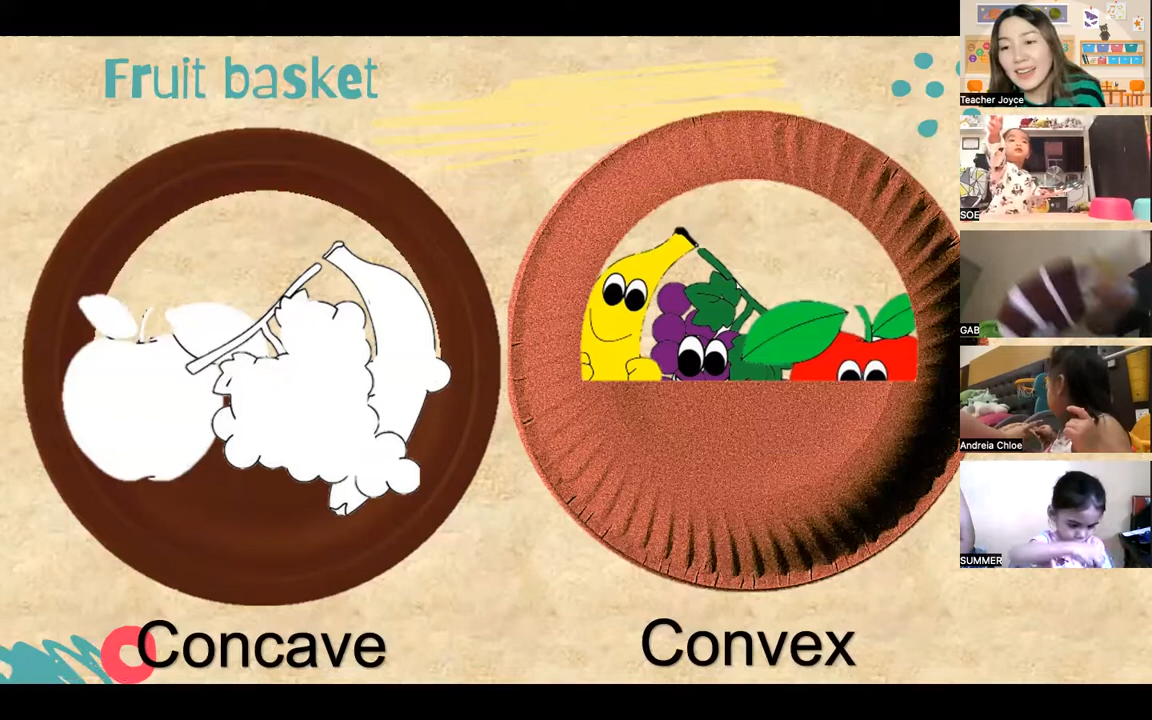 Fruit basket
Concave
Convex
Teacher Joyce
SOE
GAB
Andreia Chloe
SUMMER